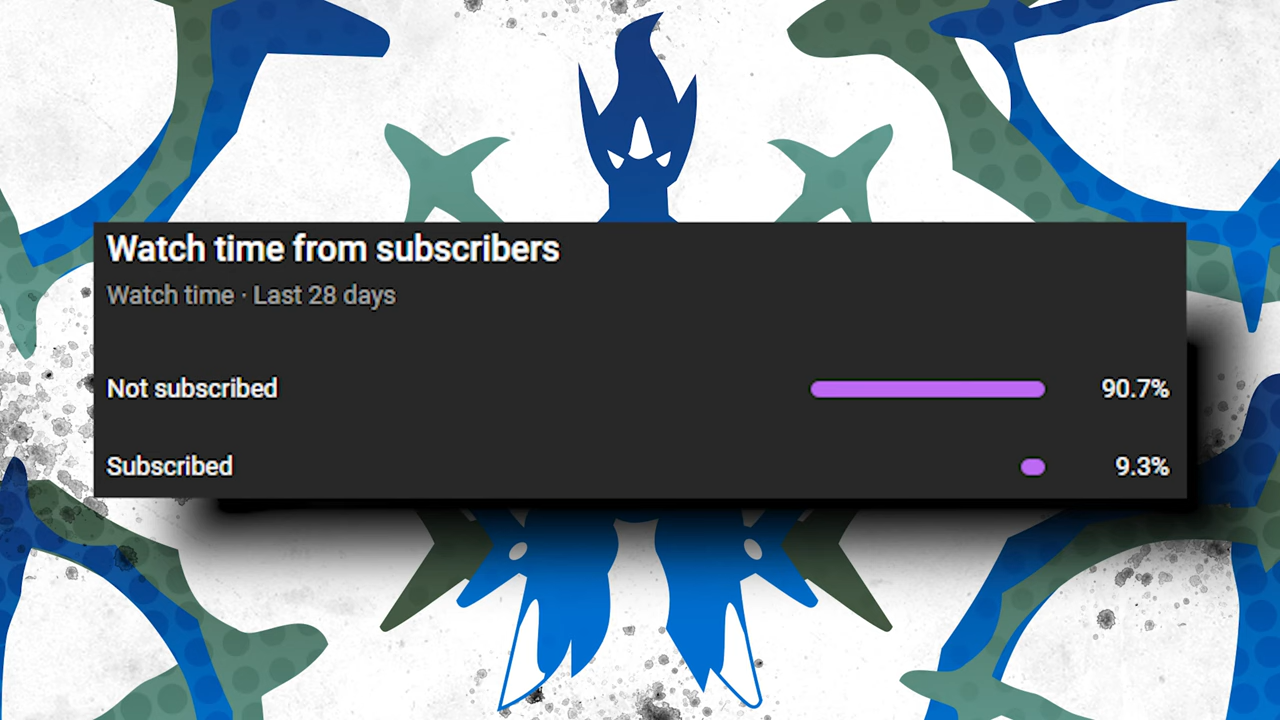 Watch time from subscribers
Watch time · Last 28 days
Not subscribed 90.7%
Subscribed 9.3%